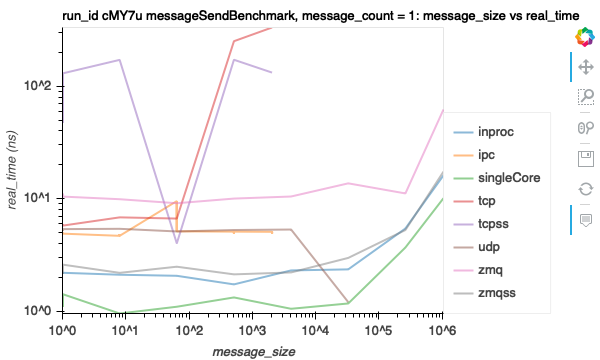 run_id cMY7u messageSendBenchmark, message_count = 1: message_size vs real_time
real_time (ns)
10^2
10^1
10^0
10^0
10^1
10^2
10^3
10^4
10^5
10^6
message_size
inproc
ipc
singleCore
tcp
tcpss
udp
zmq
zmqss